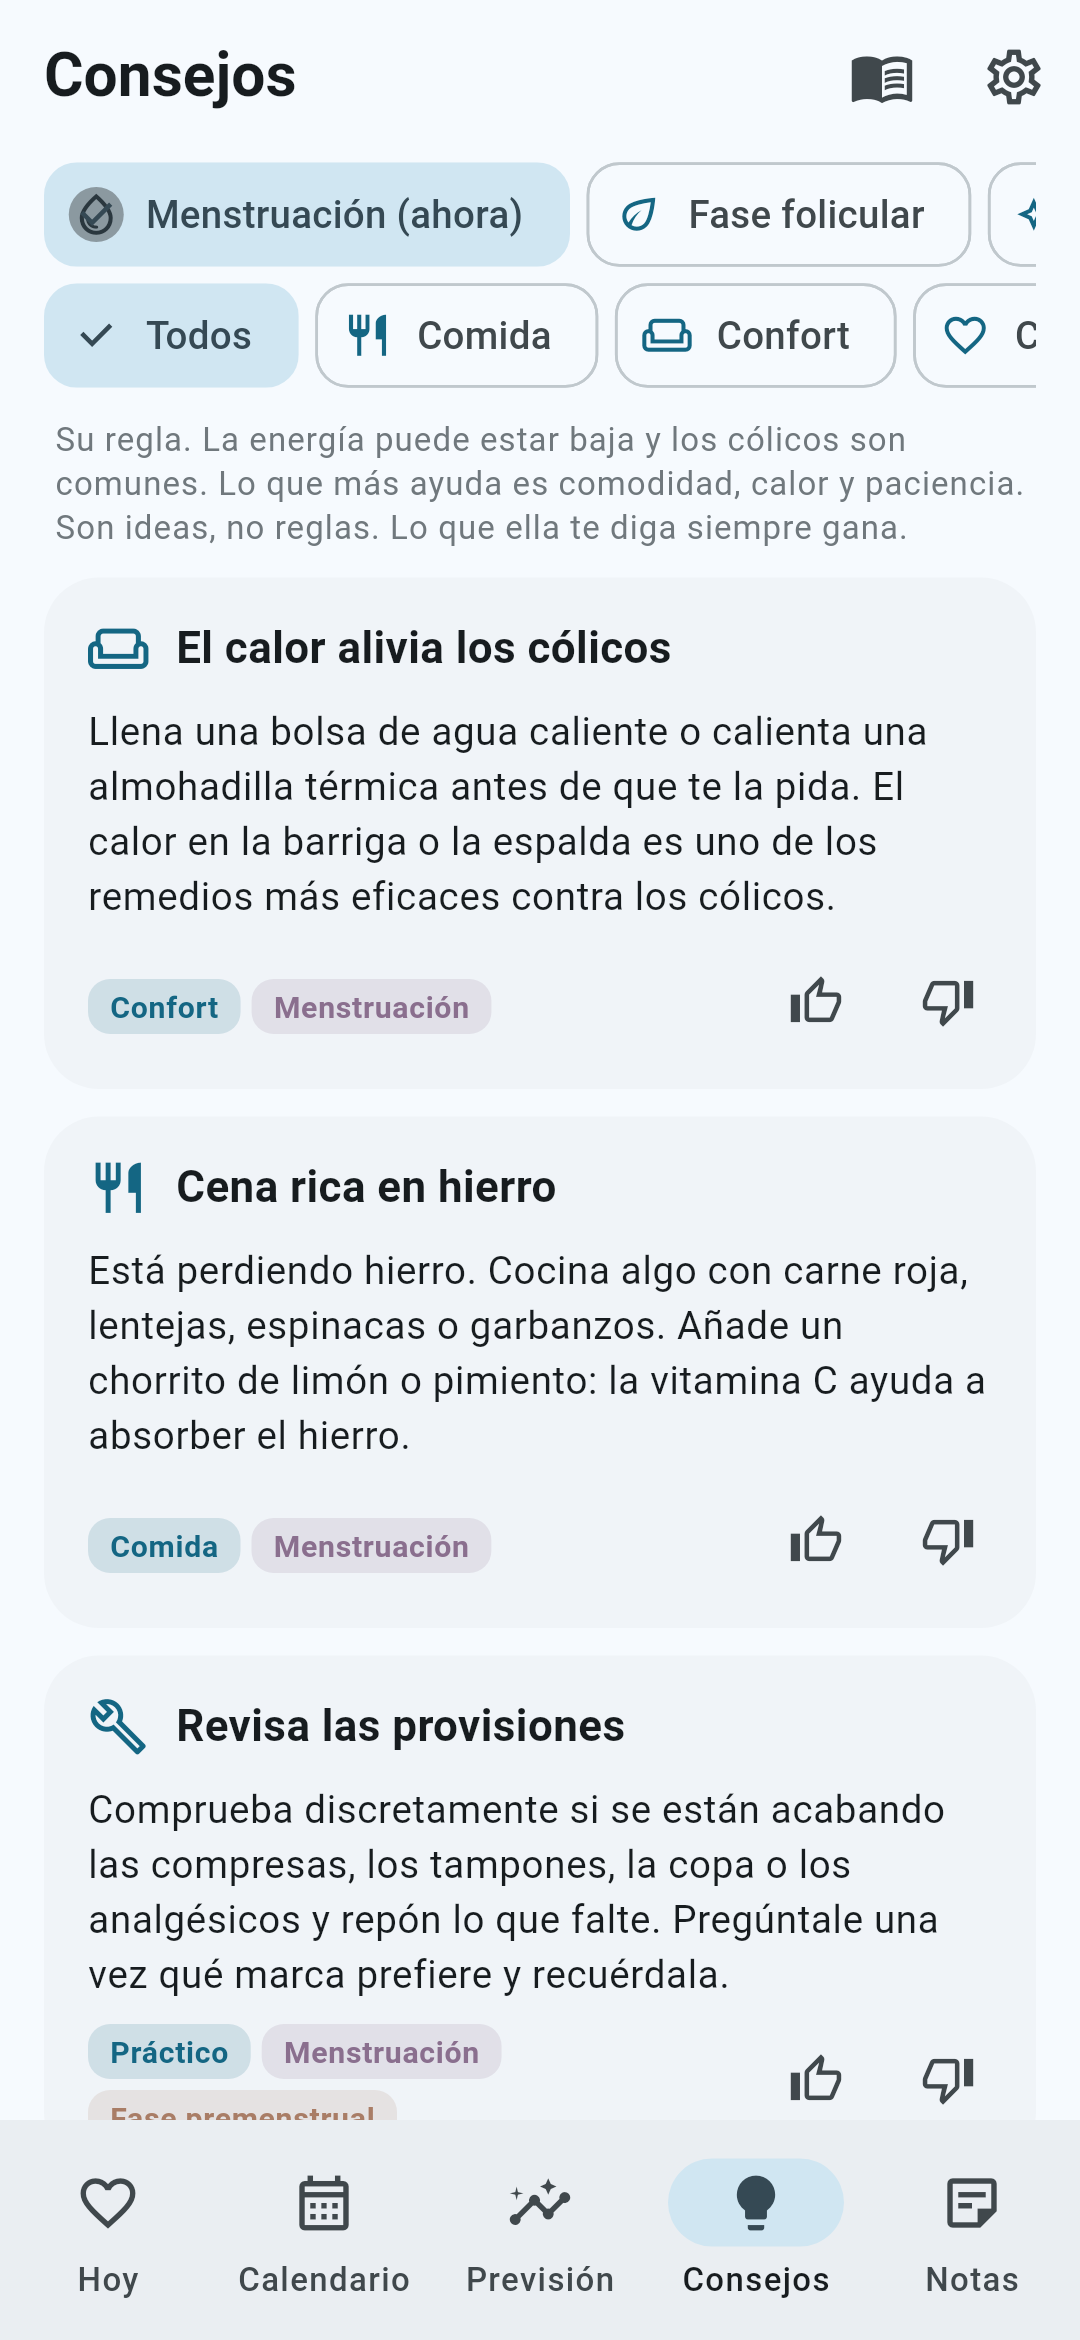 Consejos
Menstruación (ahora)
Fase folicular
Todos
Comida
Confort
C
Su regla. La energía puede estar baja y los cólicos son
comunes. Lo que más ayuda es comodidad, calor y paciencia.
Son ideas, no reglas. Lo que ella te diga siempre gana.
El calor alivia los cólicos
Llena una bolsa de agua caliente o calienta una
almohadilla térmica antes de que te la pida. El
calor en la barriga o la espalda es uno de los
remedios más eficaces contra los cólicos.
Confort
Menstruación
Cena rica en hierro
Está perdiendo hierro. Cocina algo con carne roja,
lentejas, espinacas o garbanzos. Añade un
chorrito de limón o pimiento: la vitamina C ayuda a
absorber el hierro.
Comida
Menstruación
Revisa las provisiones
Comprueba discretamente si se están acabando
las compresas, los tampones, la copa o los
analgésicos y repón lo que falte. Pregúntale una
vez qué marca prefiere y recuérdala.
Práctico
Menstruación
Fase premenstrual
Hoy
Calendario
Previsión
Consejos
Notas